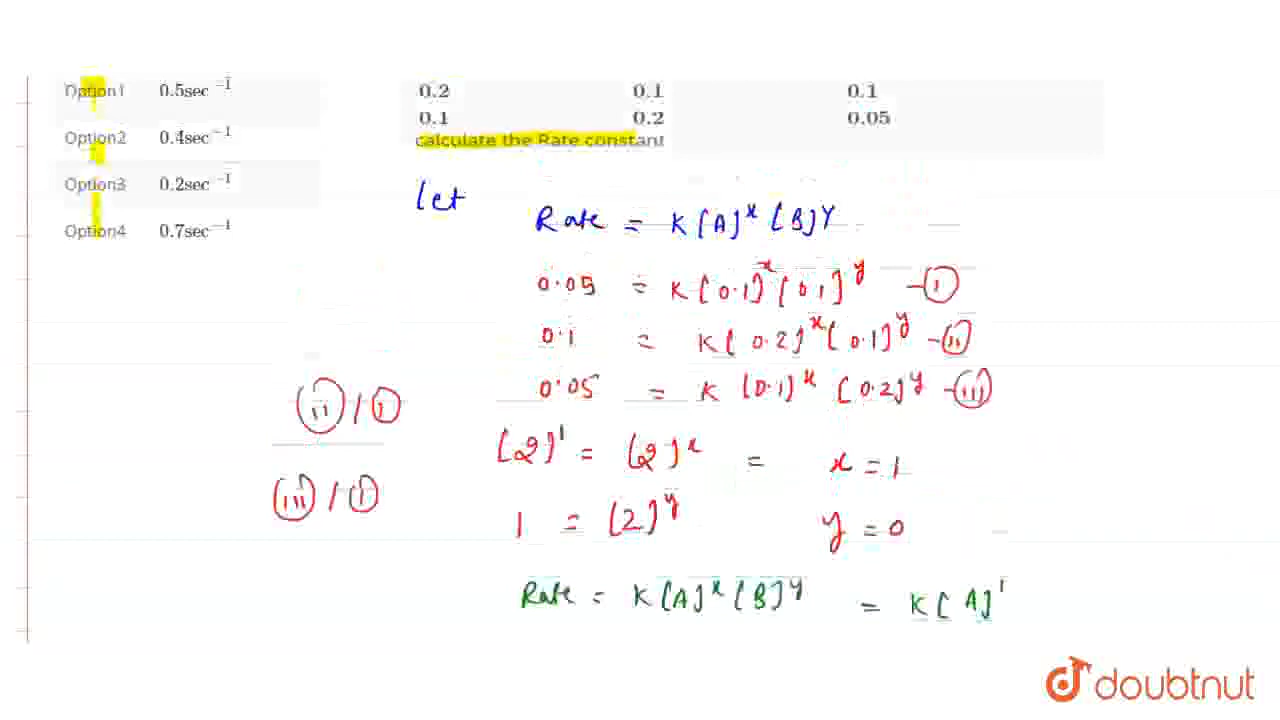 Option1 0.5sec⁻¹
Option2 0.4sec⁻¹
Option3 0.2sec⁻¹
Option4 0.7sec⁻¹
0.2 0.1 0.1
0.1 0.2 0.05
calculate the Rate constant
let
Rate = K[A]ˣ [B]Y
0.05 = K[0.1]ˣ [0.1]ʸ -(i)
0.1 = K[0.2]ˣ [0.1]ʸ -(ii)
0.05 = K [0.1]ˣ [0.2]ʸ -(iii)
(ii) / (i)
[2]¹ = [2]ˣ = x = 1
(iii) / (i)
1 = [2]ʸ y = 0
Rate = K[A]ˣ [B]ʸ = K[A]¹
doubtnut